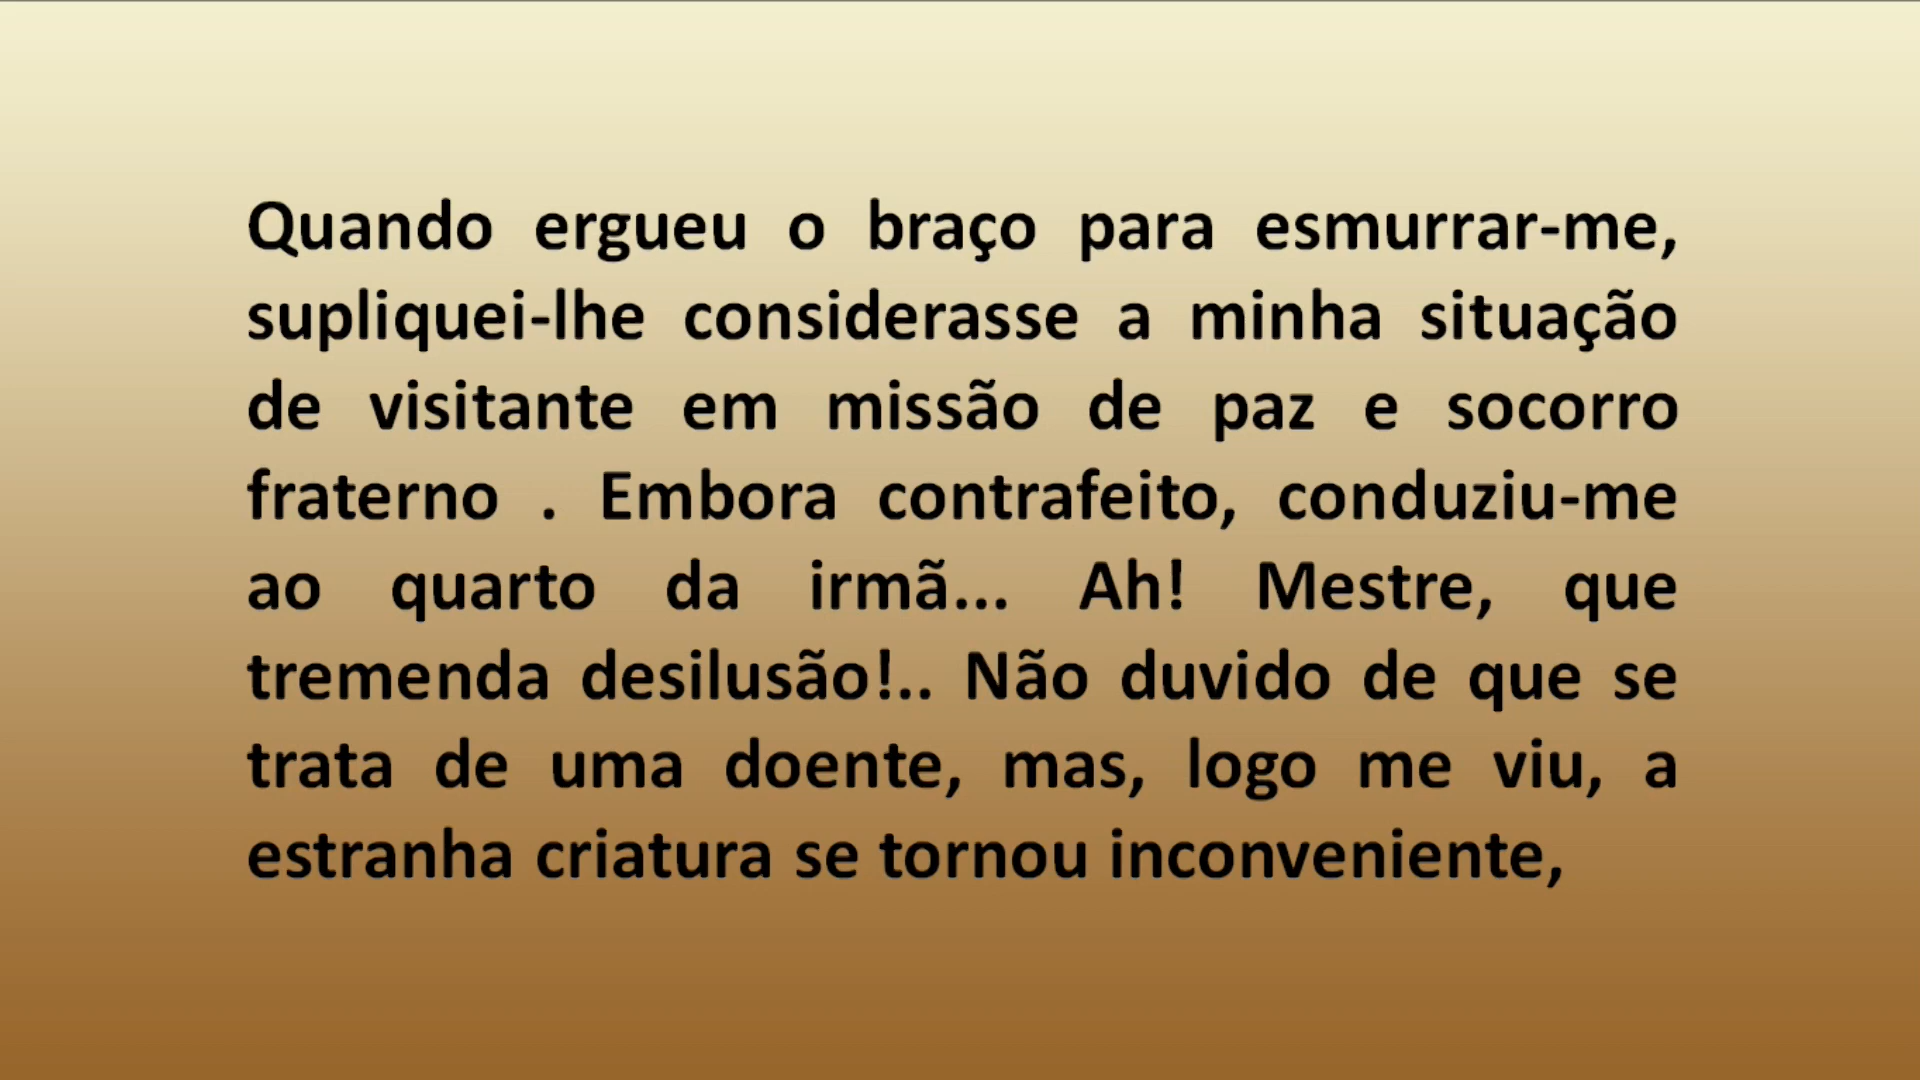 Quando ergueu o braço para esmurrar-me,
supliquei-lhe considerasse a minha situação
de visitante em missão de paz e socorro
fraterno . Embora contrafeito, conduziu-me
ao quarto da irmã... Ah! Mestre, que
tremenda desilusão!.. Não duvido de que se
trata de uma doente, mas, logo me viu, a
estranha criatura se tornou inconveniente,